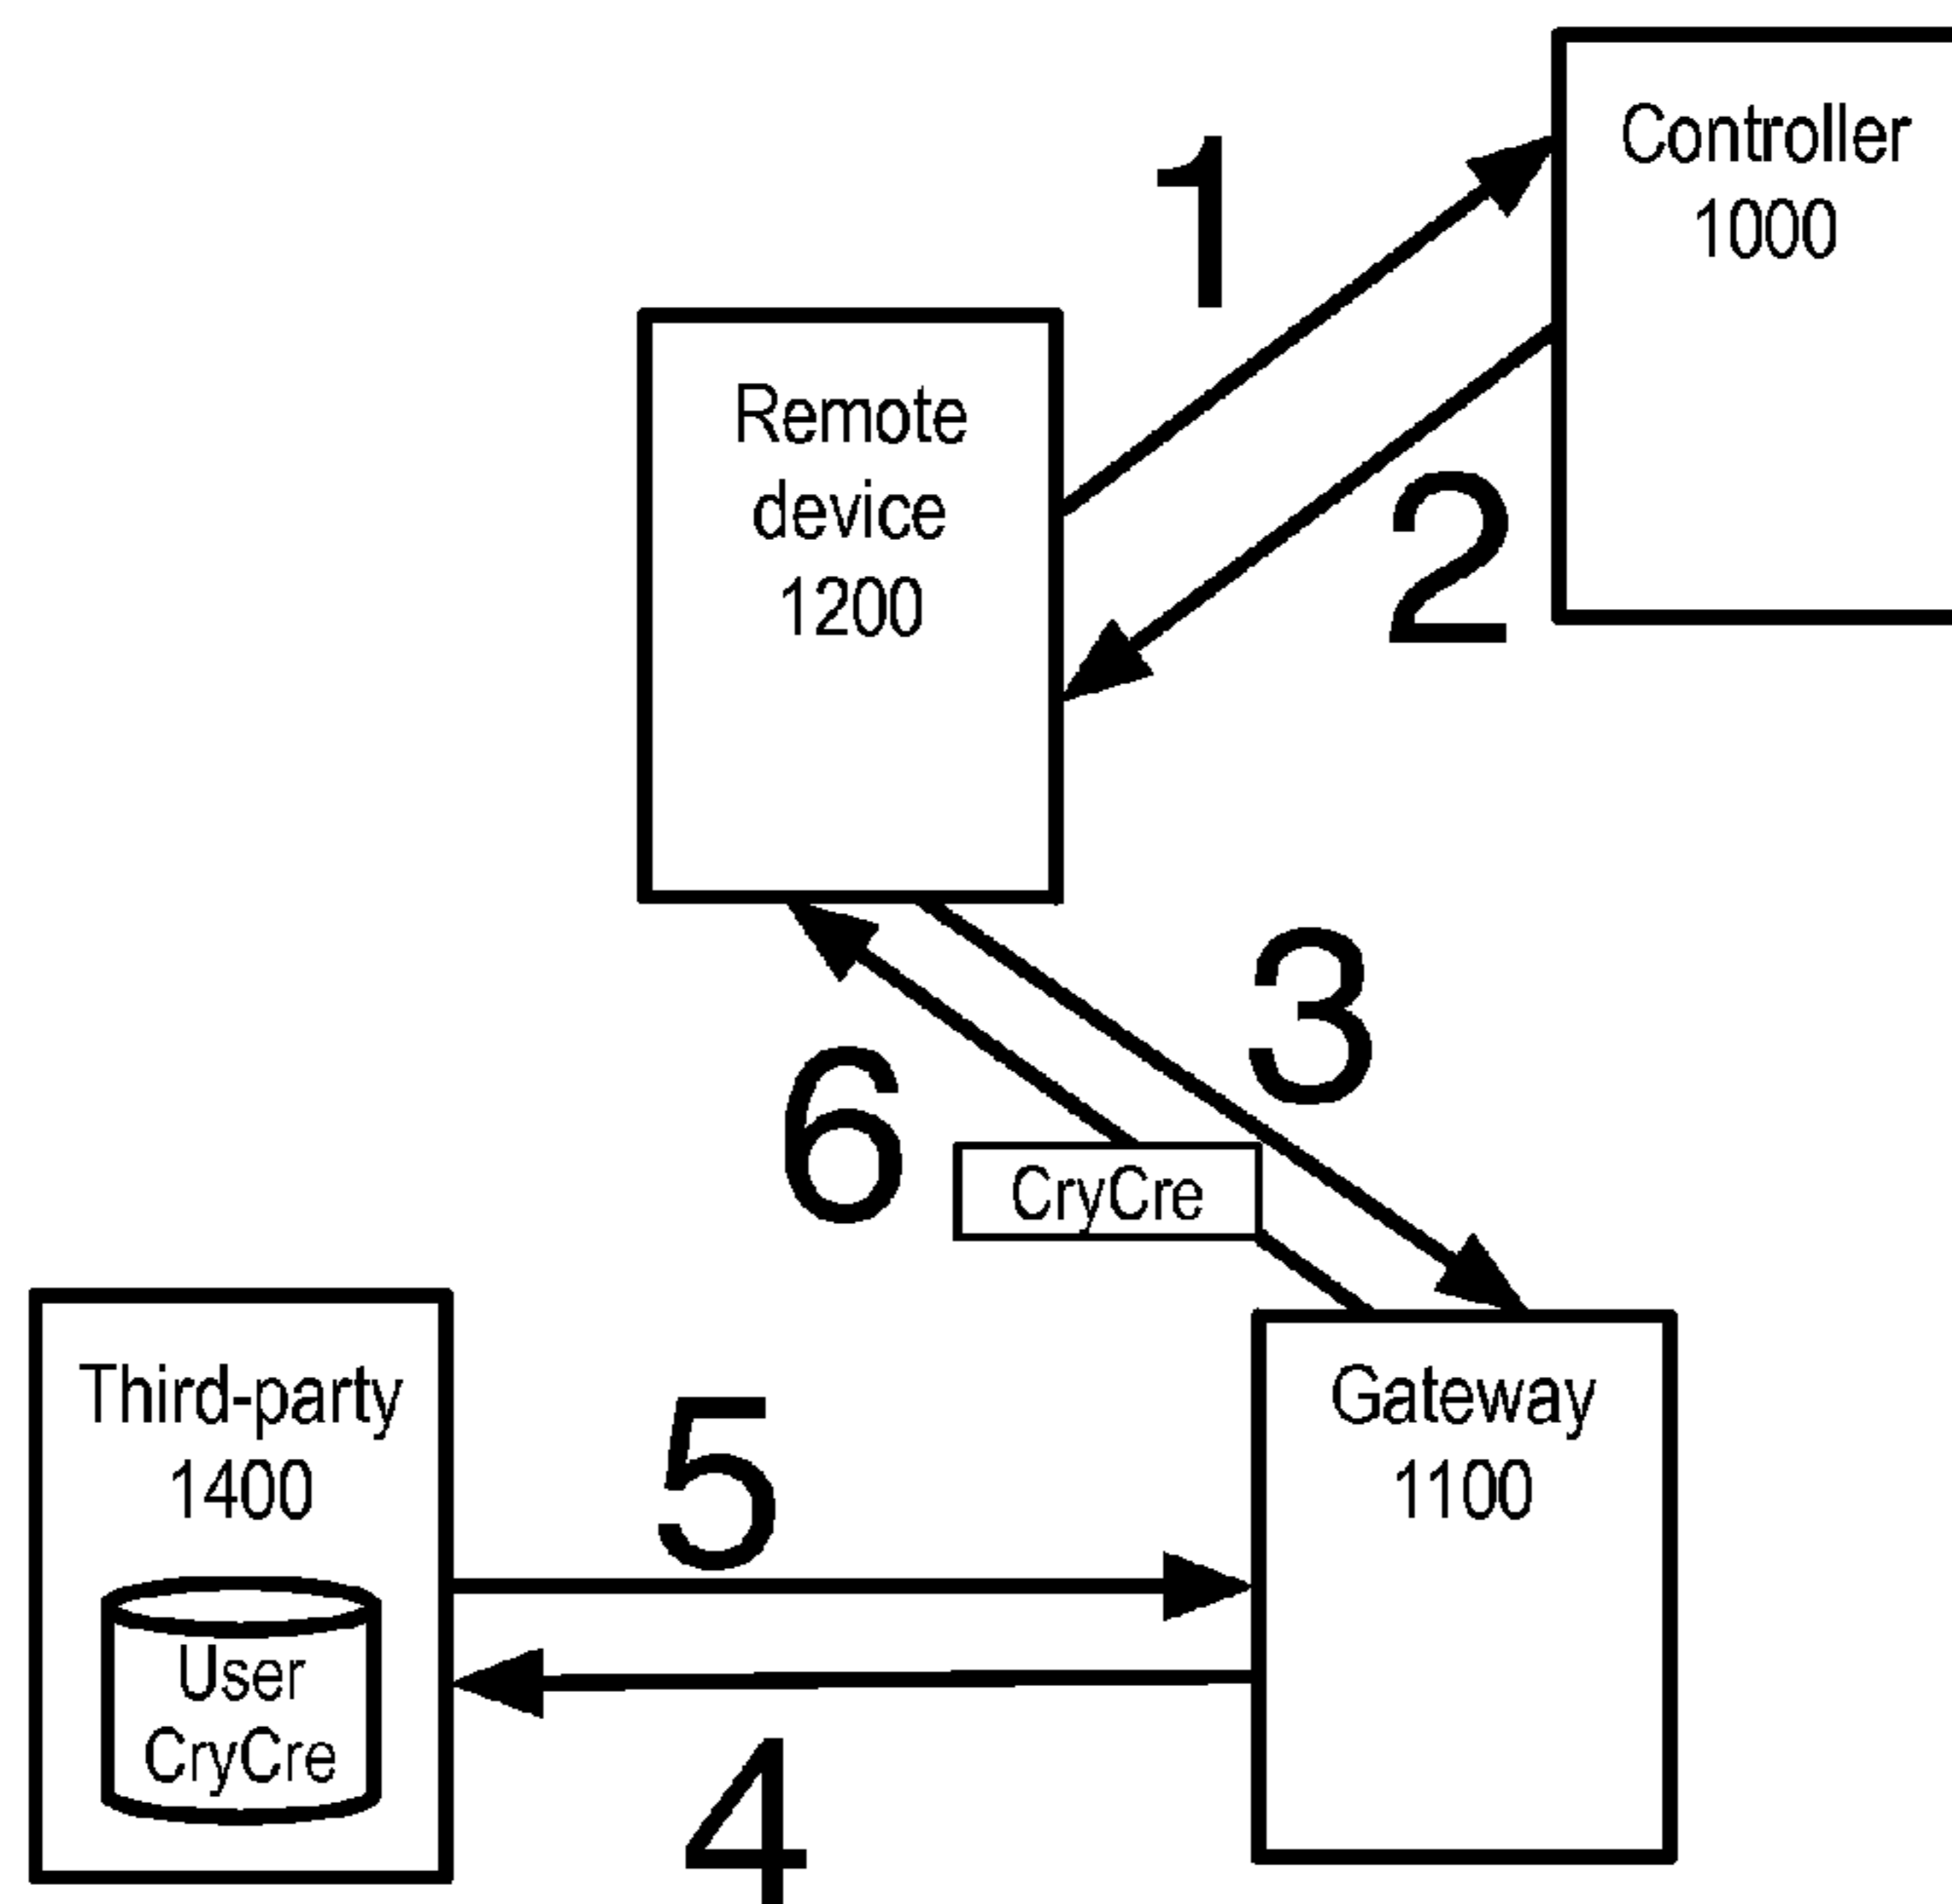 Controller
1000
1
Remote
device
1200
2
3
6
CryCre
Third-party
1400
User
CryCre
5
4
Gateway
1100